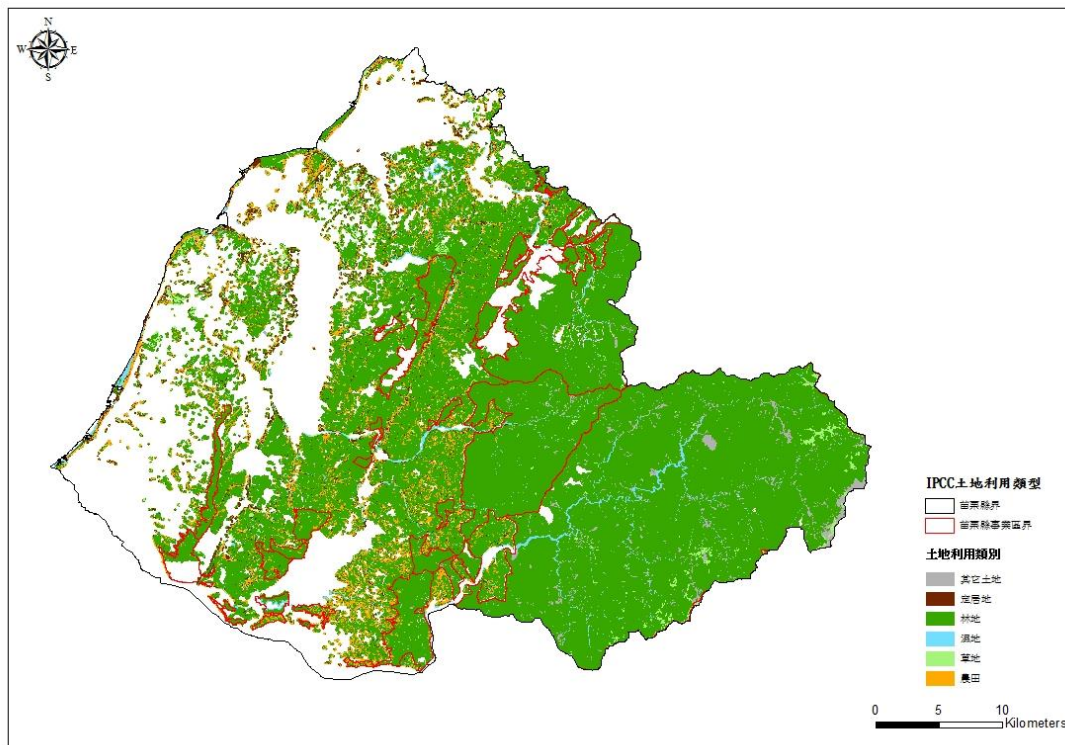 N
W E
S
IPCC土地利用類型
苗栗縣界
苗栗縣事業區界
土地利用類別
其它土地
定居地
林地
濕地
草地
農田
0 5 10
Kilometers